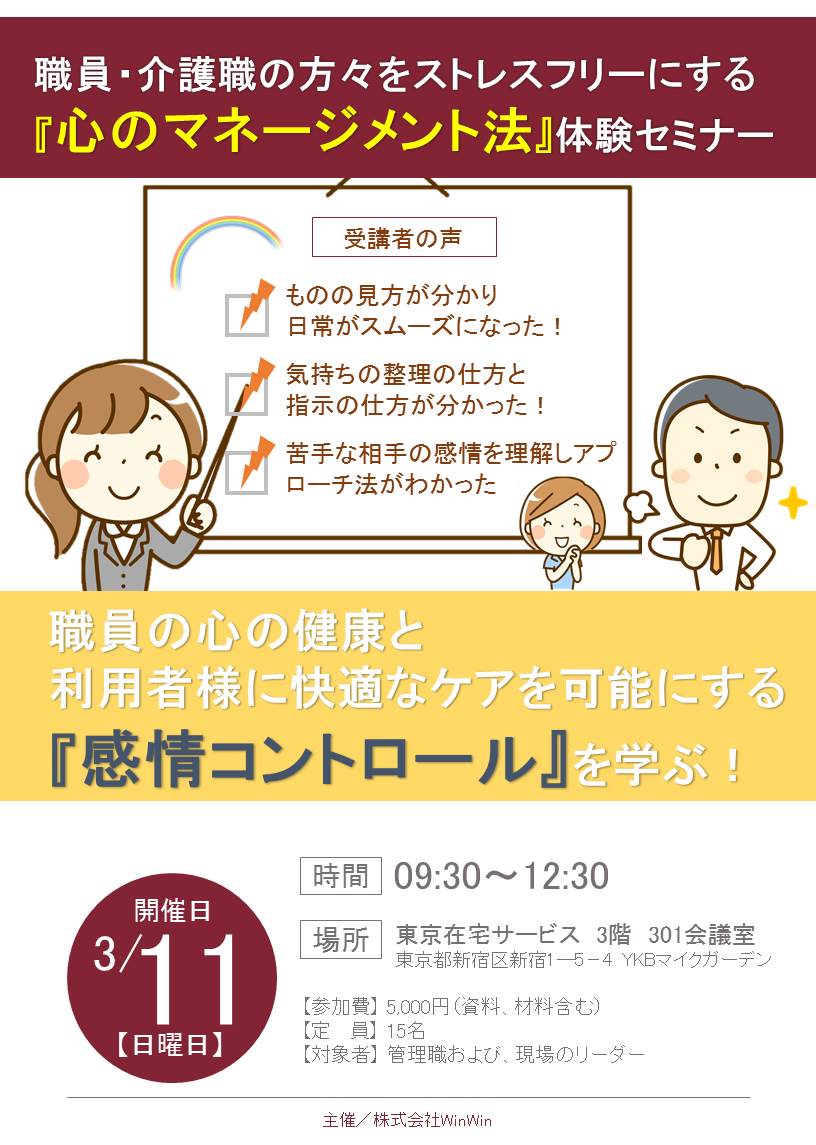 職員・介護職の方々をストレスフリーにする
『心のマネージメント法』体験セミナー
受講者の声
ものの見方が分かり
日常がスムーズになった！
気持ちの整理の仕方と
指示の仕方が分かった！
苦手な相手の感情を理解しアプ
ローチ法がわかった
職員の心の健康と
利用者様に快適なケアを可能にする
『感情コントロール』を学ぶ！
開催日
3/11
【日曜日】
時間 09:30～12:30
場所 東京在宅サービス 3階 301会議室
東京都新宿区新宿1―5－4 YKBマイクガーデン
【参加費】 5,000円（資料、材料含む）
【定　員】 15名
【対象者】 管理職および、現場のリーダー
主催／株式会社WinWin